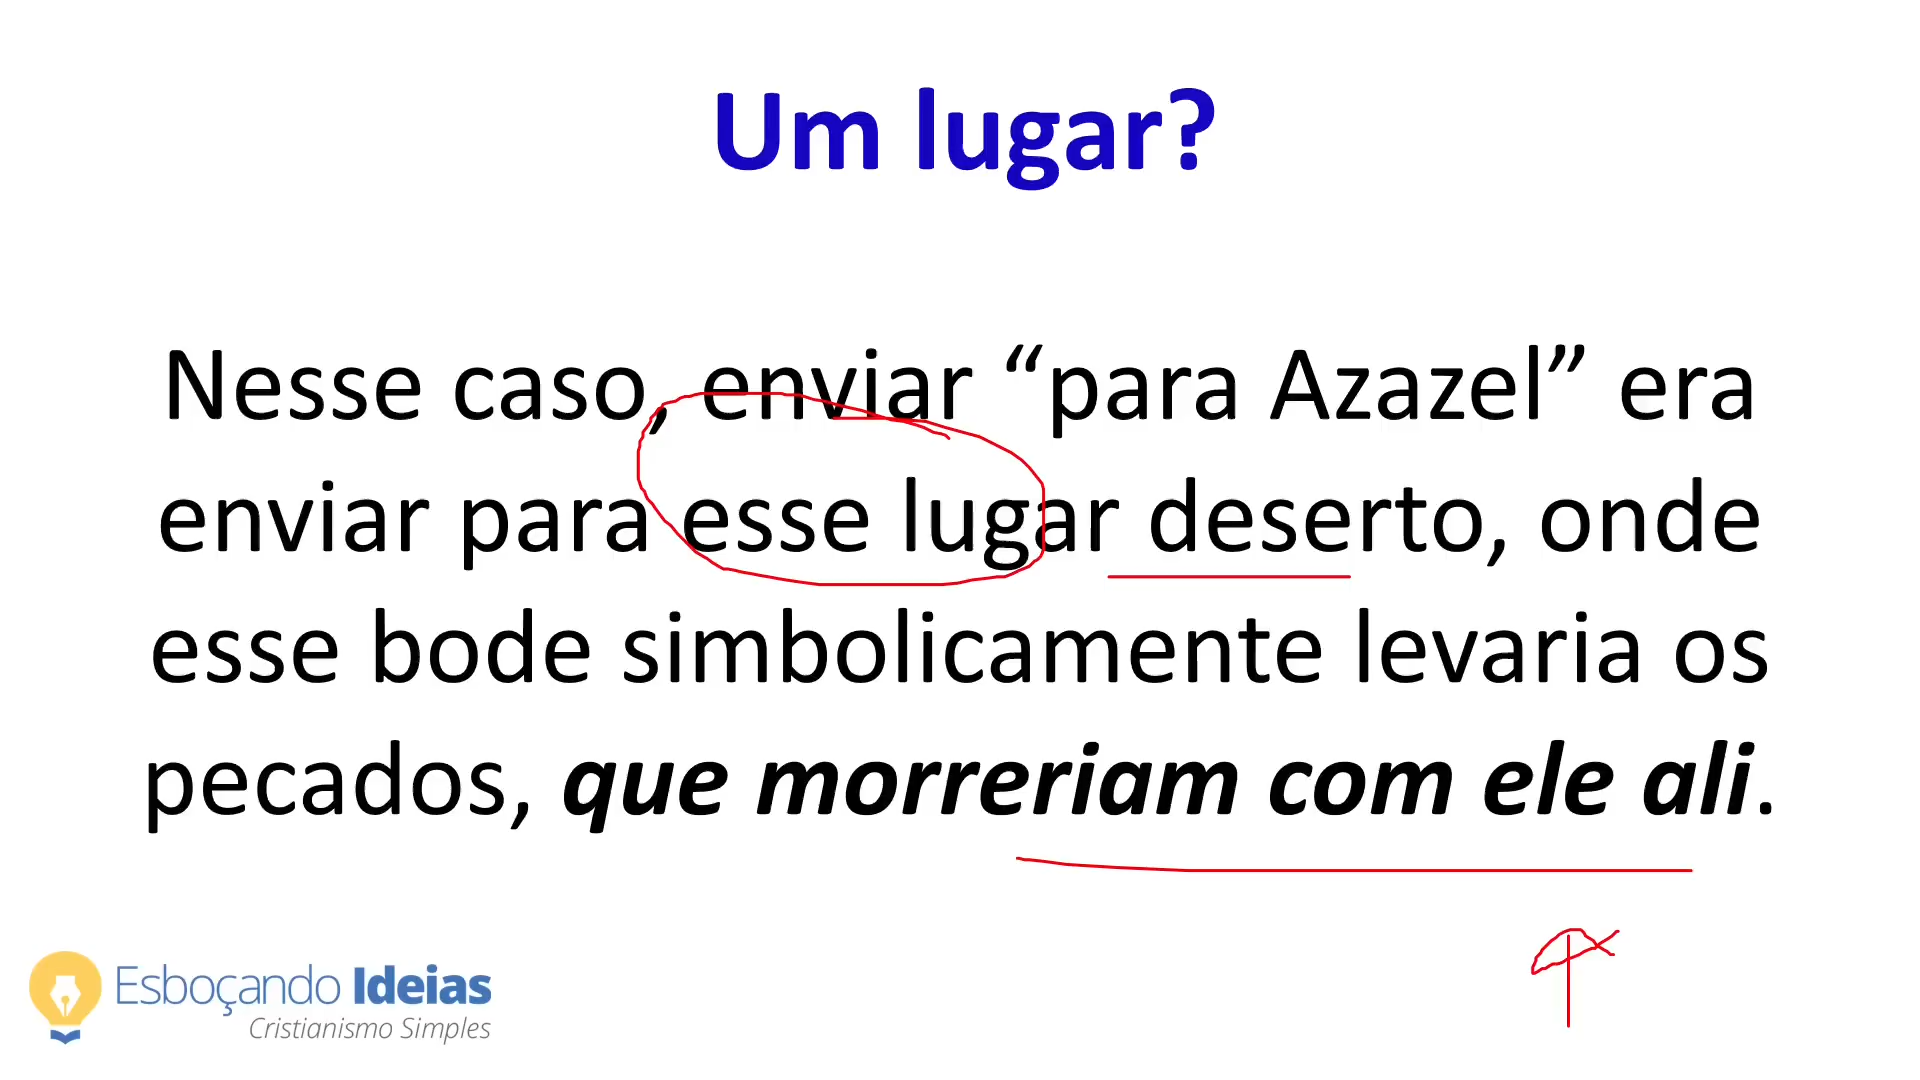 Um lugar?
Nesse caso, enviar “para Azazel” era
enviar para esse lugar deserto, onde
esse bode simbolicamente levaria os
pecados, que morreriam com ele ali.
Esboçando Ideias
Cristianismo Simples